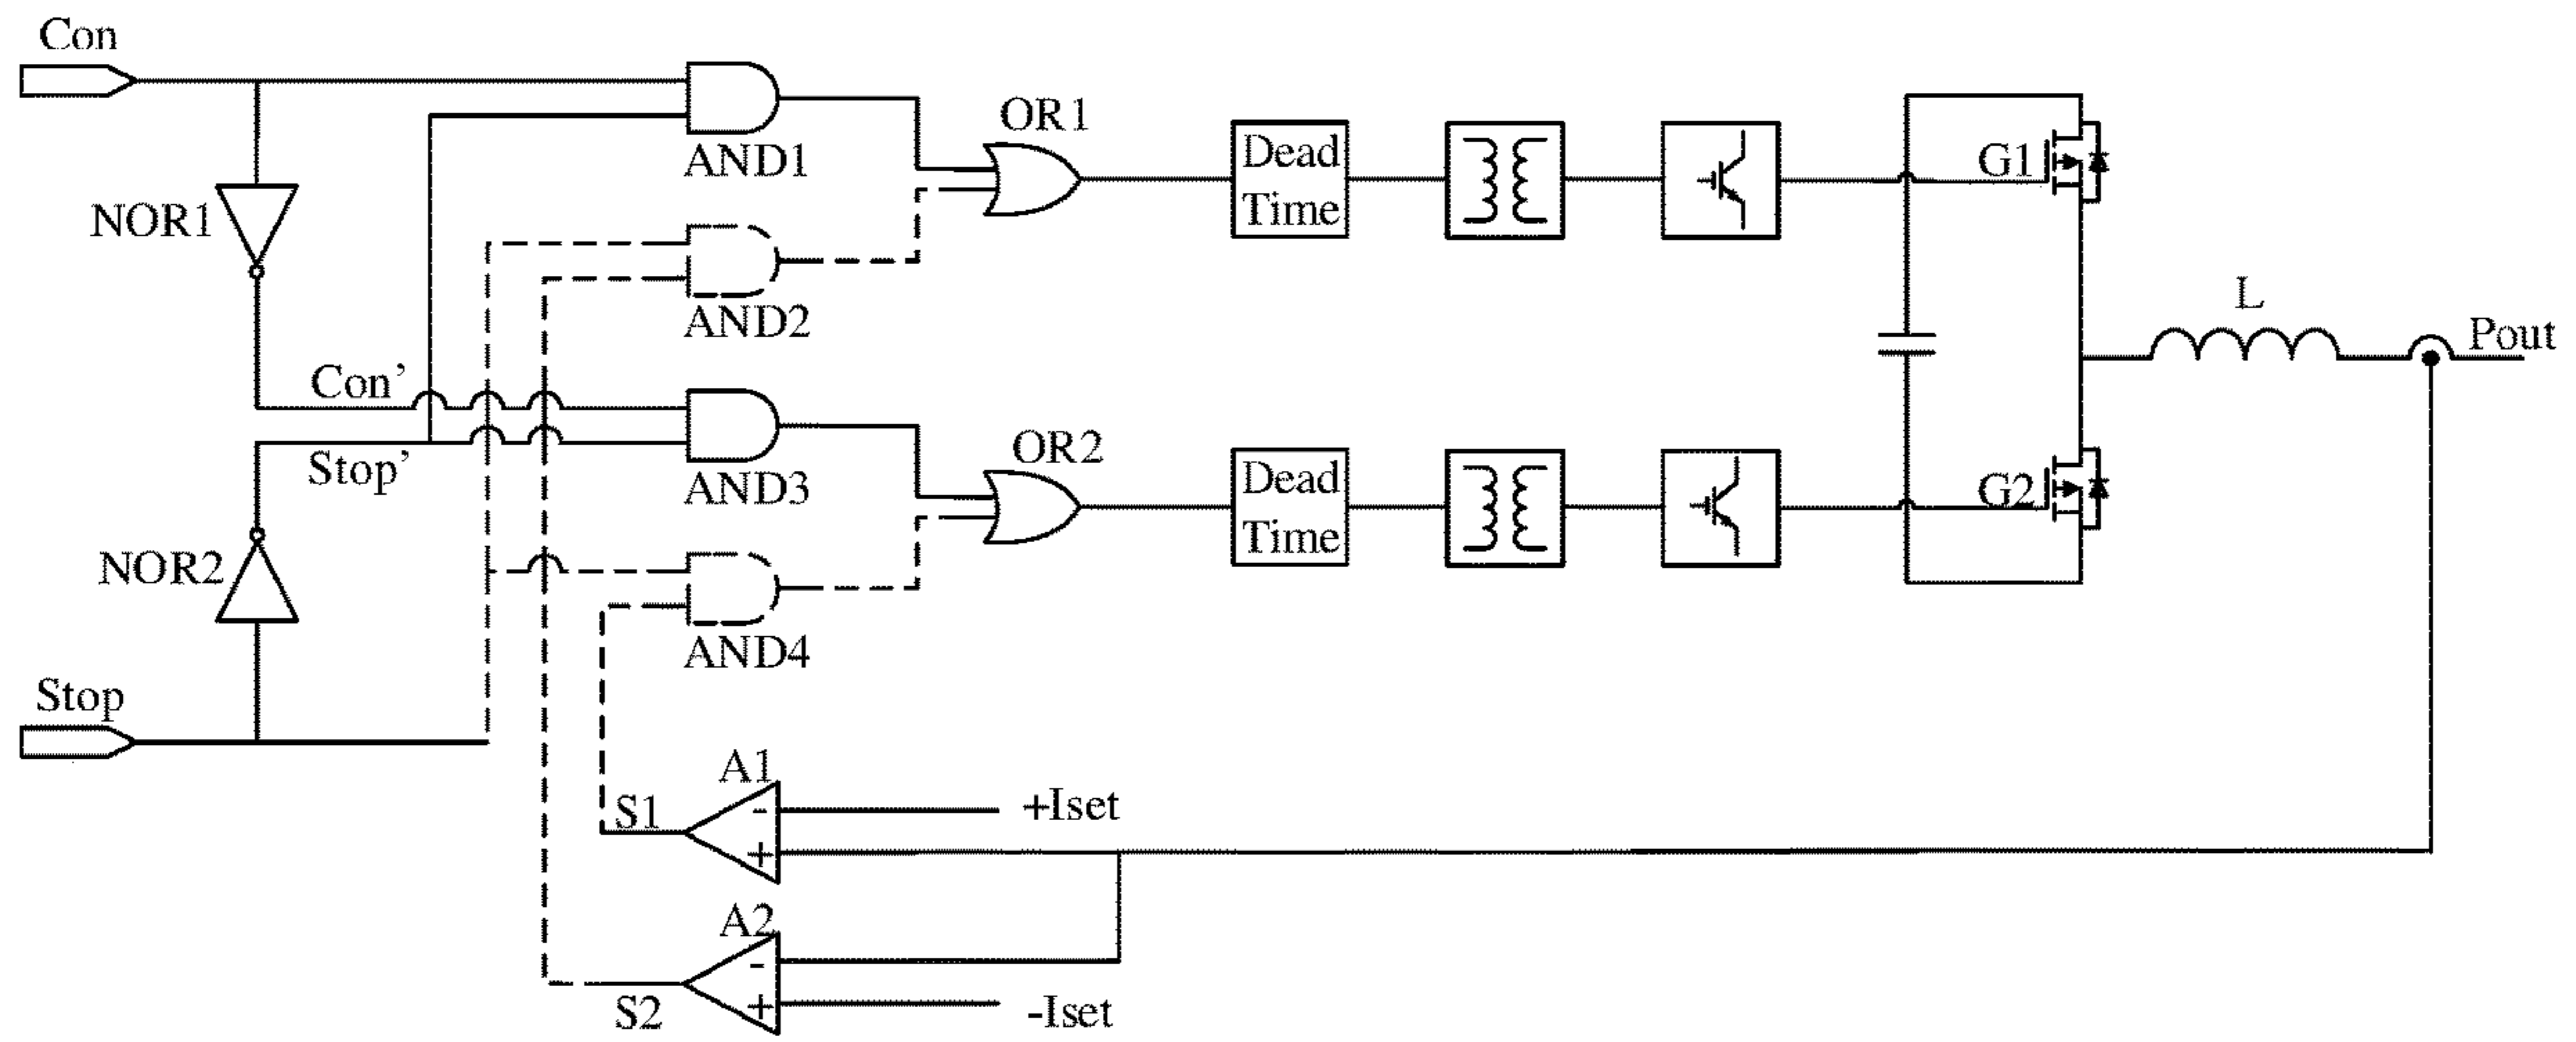 Con
AND1
NOR1
OR1
Dead
Time
G1
AND2
L
Pout
Con’
Stop’
AND3
OR2
Dead
Time
G2
NOR2
AND4
Stop
A1
S1
-
+
+Iset
A2
S2
-
+
-Iset